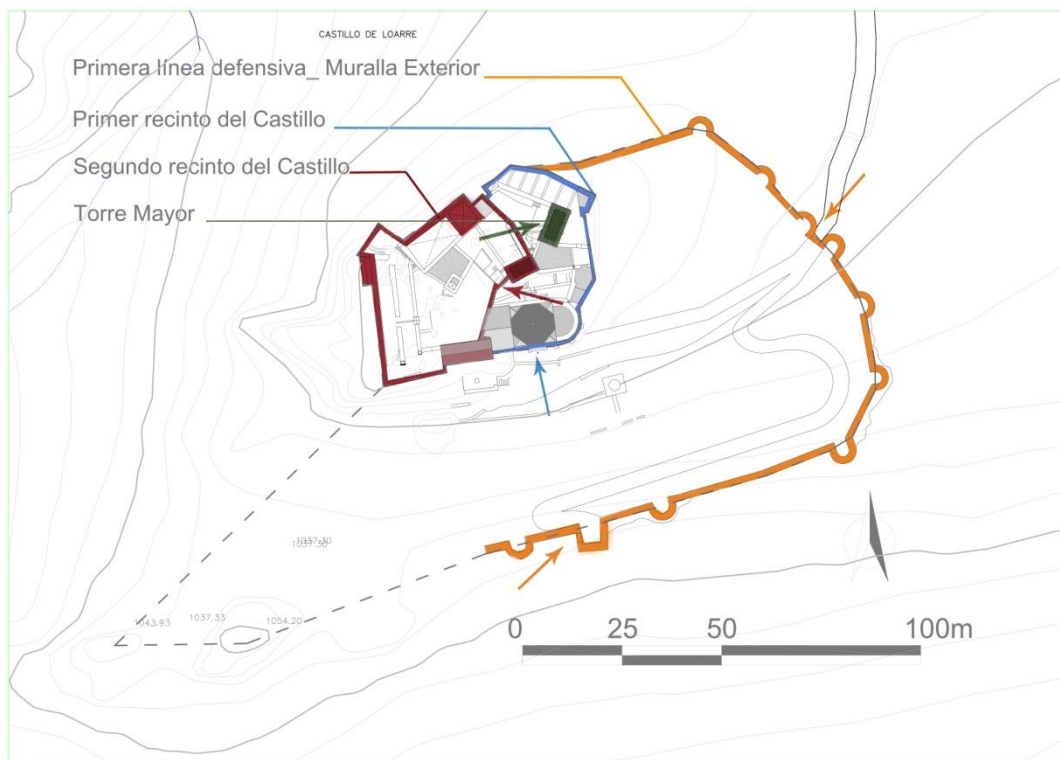 CASTILLO DE LOARRE
Primera línea defensiva_ Muralla Exterior
Primer recinto del Castillo
Segundo recinto del Castillo
Torre Mayor
1037.30
1043.93
1037.33
1054.20
0 25 50 100m